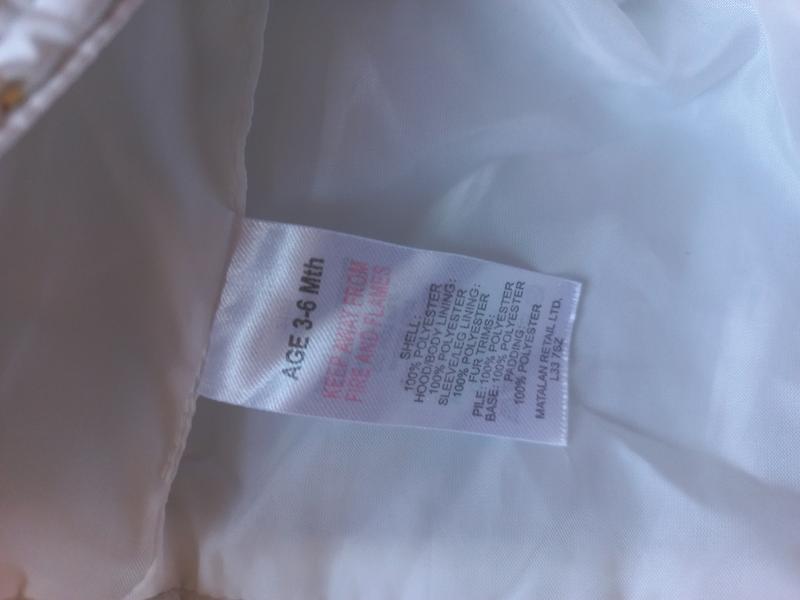 AGE 3-6 Mth
KEEP AWAY FROM
FIRE AND FLAMES
SHELL:
100% POLYESTER
HOOD/BODY LINING:
100% POLYESTER
SLEEVE/LEG LINING:
100% POLYESTER
FUR TRIMS:
PILE: 100% POLYESTER
BASE: 100% POLYESTER
PADDING
100% POLYESTER
MATALAN RETAIL LTD.
L33 7SZ